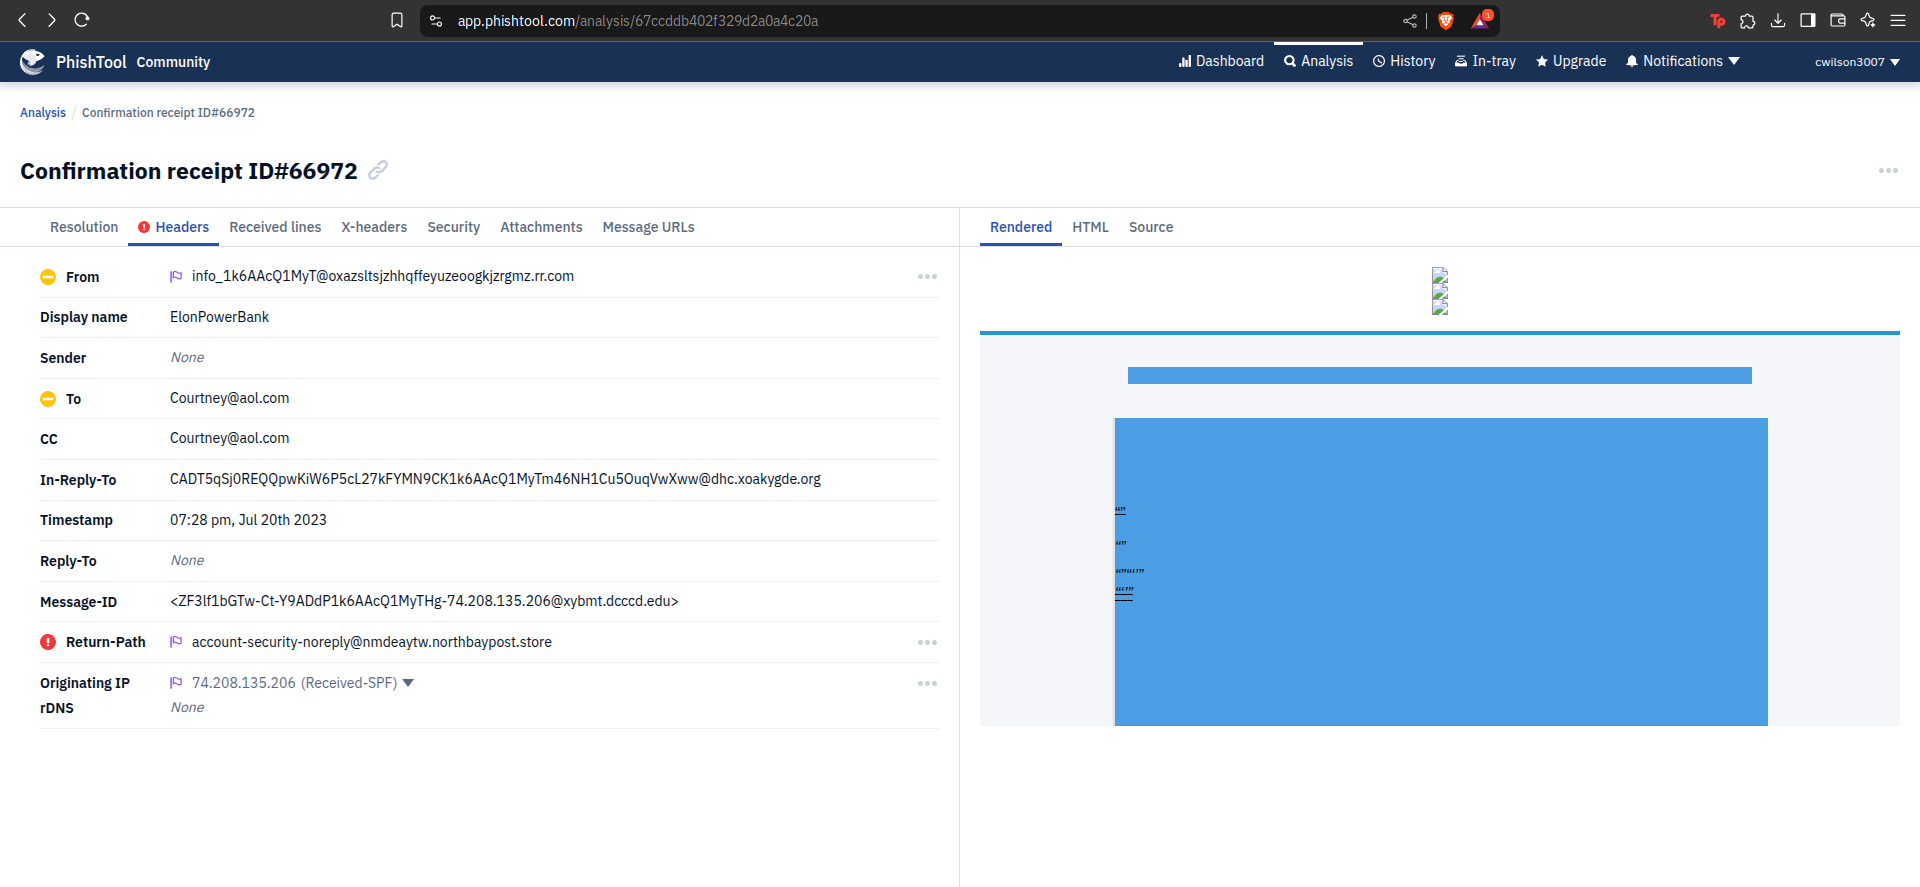 app.phishtool.com/analysis/67ccddb402f329d2a0a4c20a
1
Tp
PhishTool Community
Dashboard Analysis History In-tray Upgrade Notifications cwilson3007
Analysis / Confirmation receipt ID#66972
Confirmation receipt ID#66972
Resolution Headers Received lines X-headers Security Attachments Message URLs
Rendered HTML Source
From info_1k6AAcQ1MyT@oxazsltsjzhhqffeyuzeoogkjzrgmz.rr.com
Display name ElonPowerBank
Sender None
To Courtney@aol.com
CC Courtney@aol.com
In-Reply-To CADT5qSj0REQQpwKiW6P5cL27kFYMN9CK1k6AAcQ1MyTm46NH1Cu5OuqVwXww@dhc.xoakygde.org
Timestamp 07:28 pm, Jul 20th 2023
Reply-To None
Message-ID <ZF3lf1bGTw-Ct-Y9ADdP1k6AAcQ1MyTHg-74.208.135.206@xybmt.dcccd.edu>
Return-Path account-security-noreply@nmdeaytw.northbaypost.store
Originating IP 74.208.135.206 (Received-SPF)
rDNS None
“”
“”
“”“‘’”
“‘’”